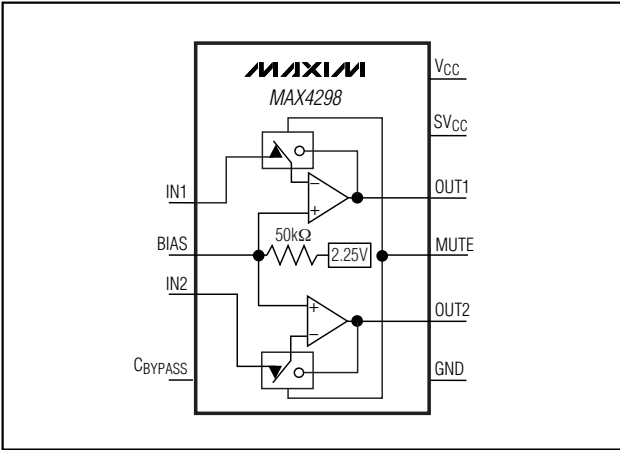 MAXIM
MAX4298
VCC
SVCC
IN1
OUT1
−
+
BIAS
50kΩ
2.25V
MUTE
IN2
+
−
OUT2
CBYPASS
GND